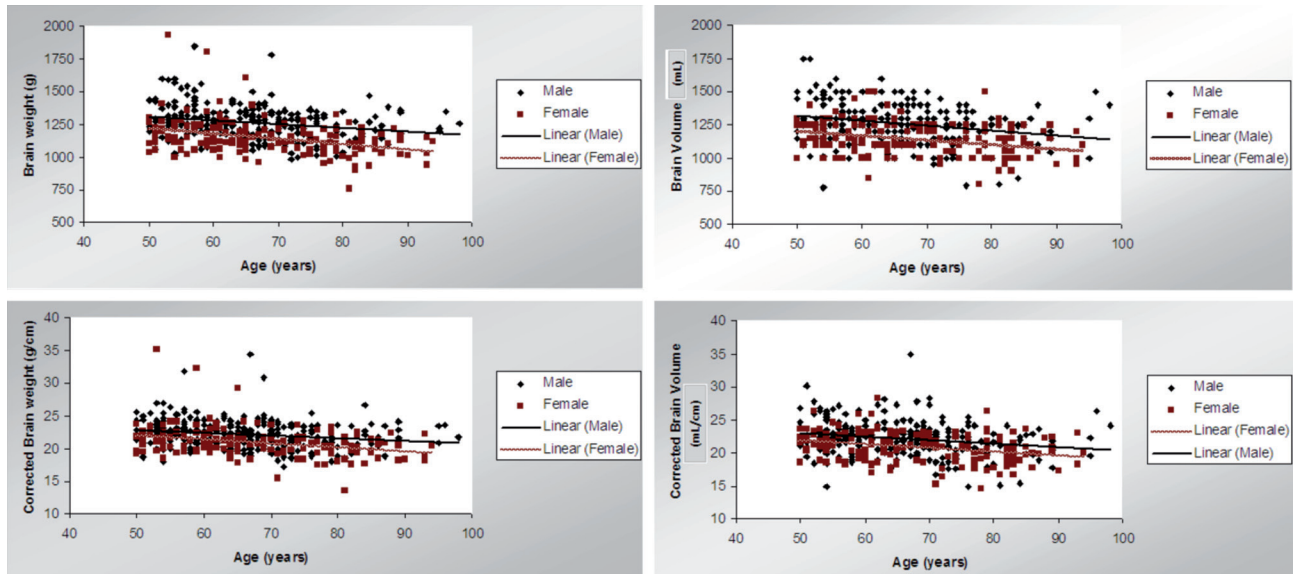 2000
1750
1500
1250
1000
750
500
40 50 60 70 80 90 100
Brain weight (g)
Age (years)
Male
Female
Linear (Male)
Linear (Female)
2000
1750
1500
1250
1000
750
500
40 50 60 70 80 90 100
Brain Volume (mL)
Age (years)
Male
Female
Linear (Male)
Linear (Female)
40
35
30
25
20
15
10
40 50 60 70 80 90 100
Corrected Brain weight (g/cm)
Age (years)
Male
Female
Linear (Male)
Linear (Female)
40
35
30
25
20
15
10
40 50 60 70 80 90 100
Corrected Brain Volume
(mL/cm)
Age (years)
Male
Female
Linear (Female)
Linear (Male)